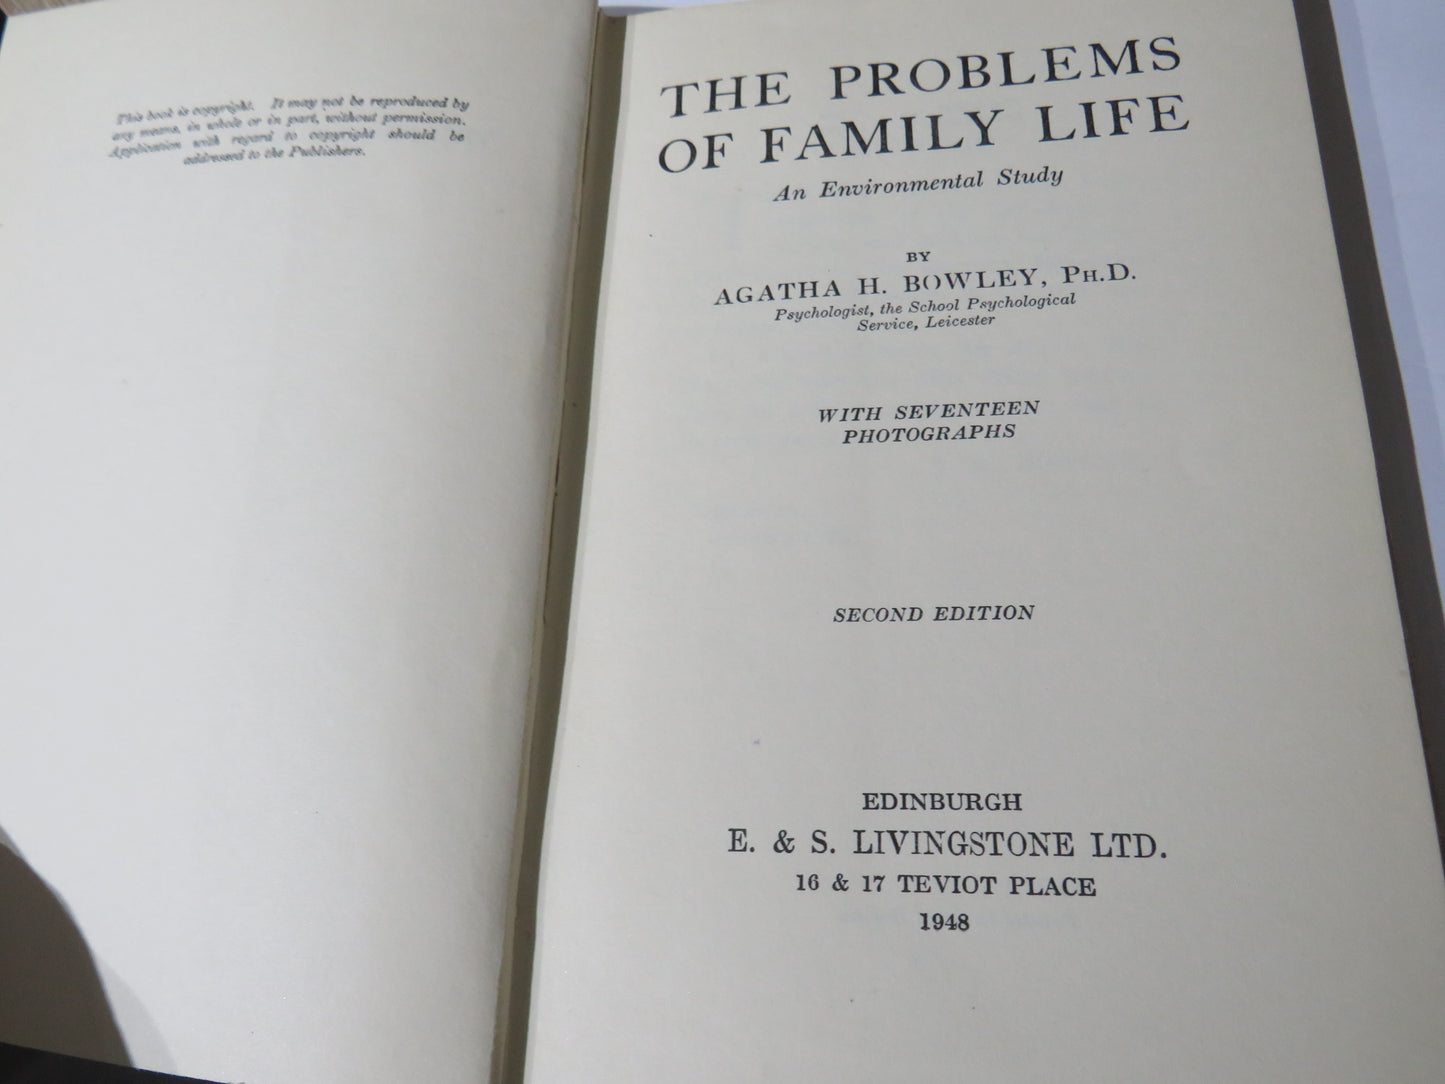 This book is copyright. It may not be reproduced by
any means, in whole or in part, without permission.
Application with regard to copyright should be
addressed to the Publishers.
THE PROBLEMS
OF FAMILY LIFE
An Environmental Study
BY
AGATHA H. BOWLEY, PH.D.
Psychologist, the School Psychological
Service, Leicester
WITH SEVENTEEN
PHOTOGRAPHS
SECOND EDITION
EDINBURGH
E. & S. LIVINGSTONE LTD.
16 & 17 TEVIOT PLACE
1948